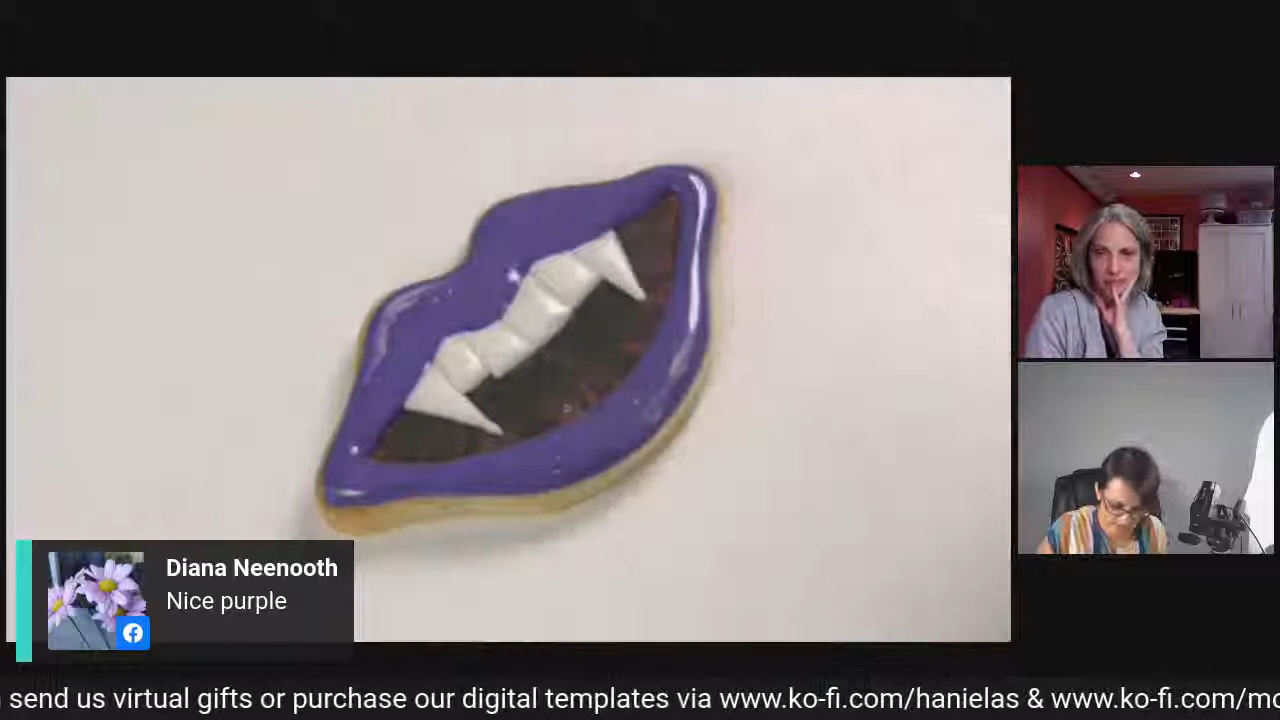 Diana Neenooth
Nice purple
send us virtual gifts or purchase our digital templates via www.ko-fi.com/hanielas & www.ko-fi.com/mo